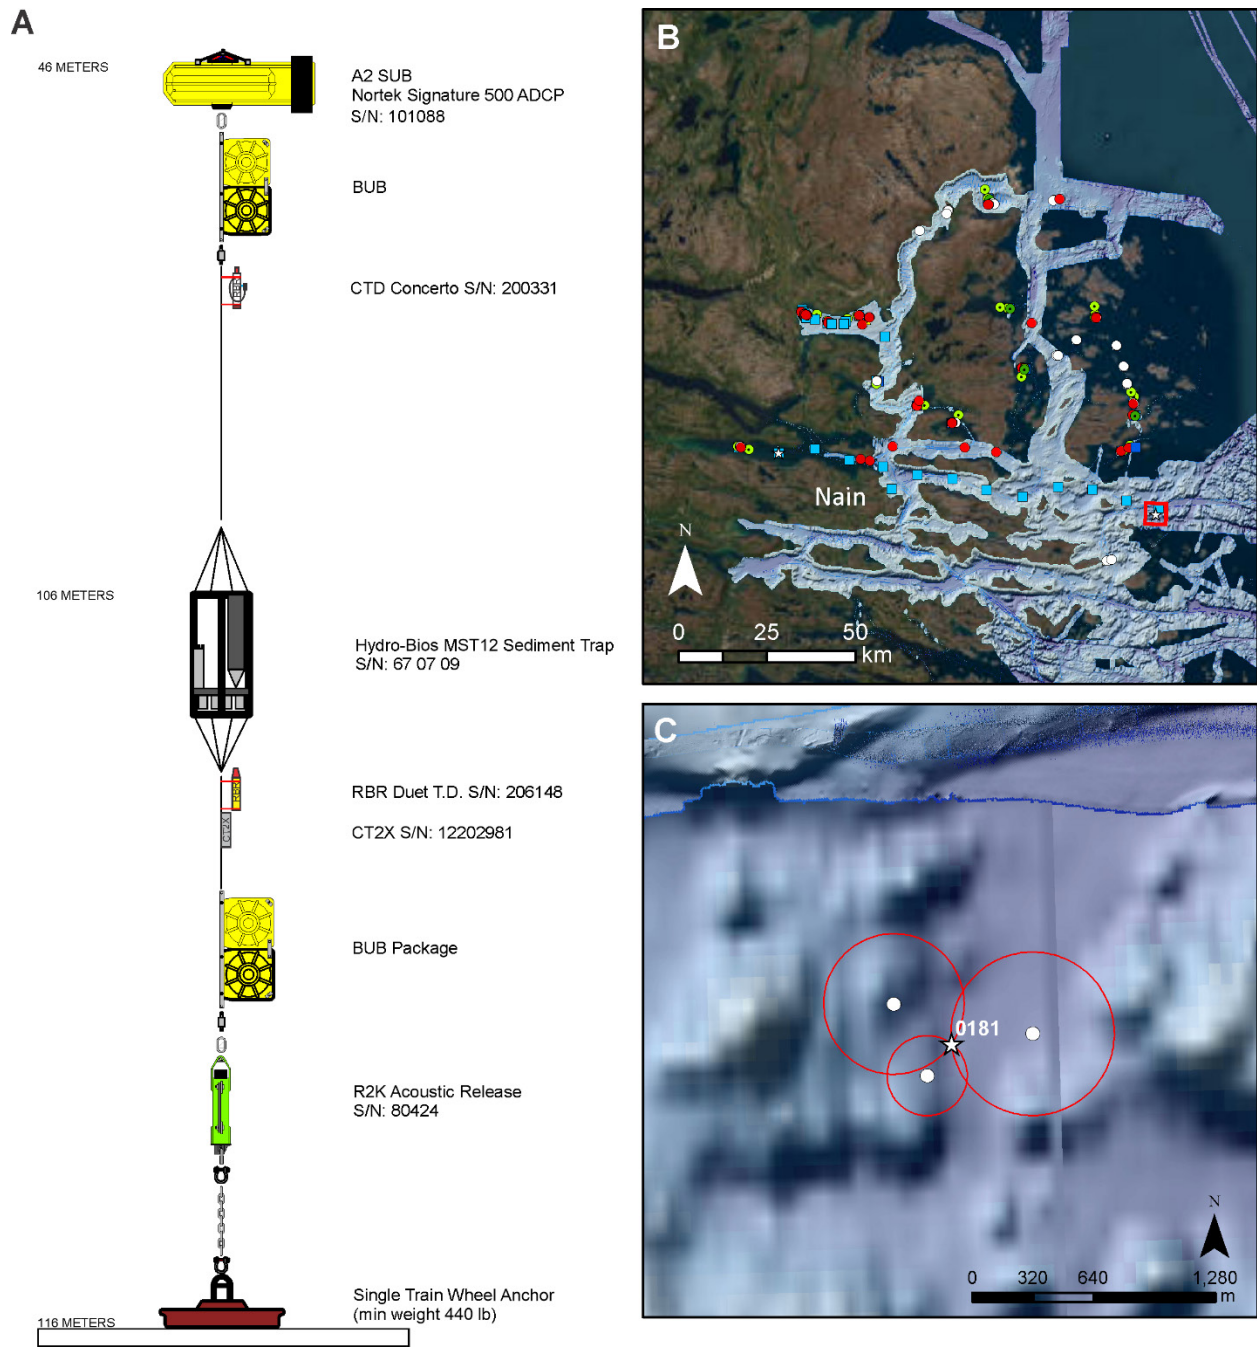 A
46 METERS
A2 SUB
Nortek Signature 500 ADCP
S/N: 101088
BUB
CTD Concerto S/N: 200331
106 METERS
Hydro-Bios MST12 Sediment Trap
S/N: 67 07 09
RBR
RBR Duet T.D. S/N: 206148
CT2X
CT2X S/N: 12202981
BUB Package
R2K Acoustic Release
S/N: 80424
Single Train Wheel Anchor
(min weight 440 lb)
116 METERS
B
Nain
N
0 25 50
km
C
0181
N
0 320 640 1,280
m